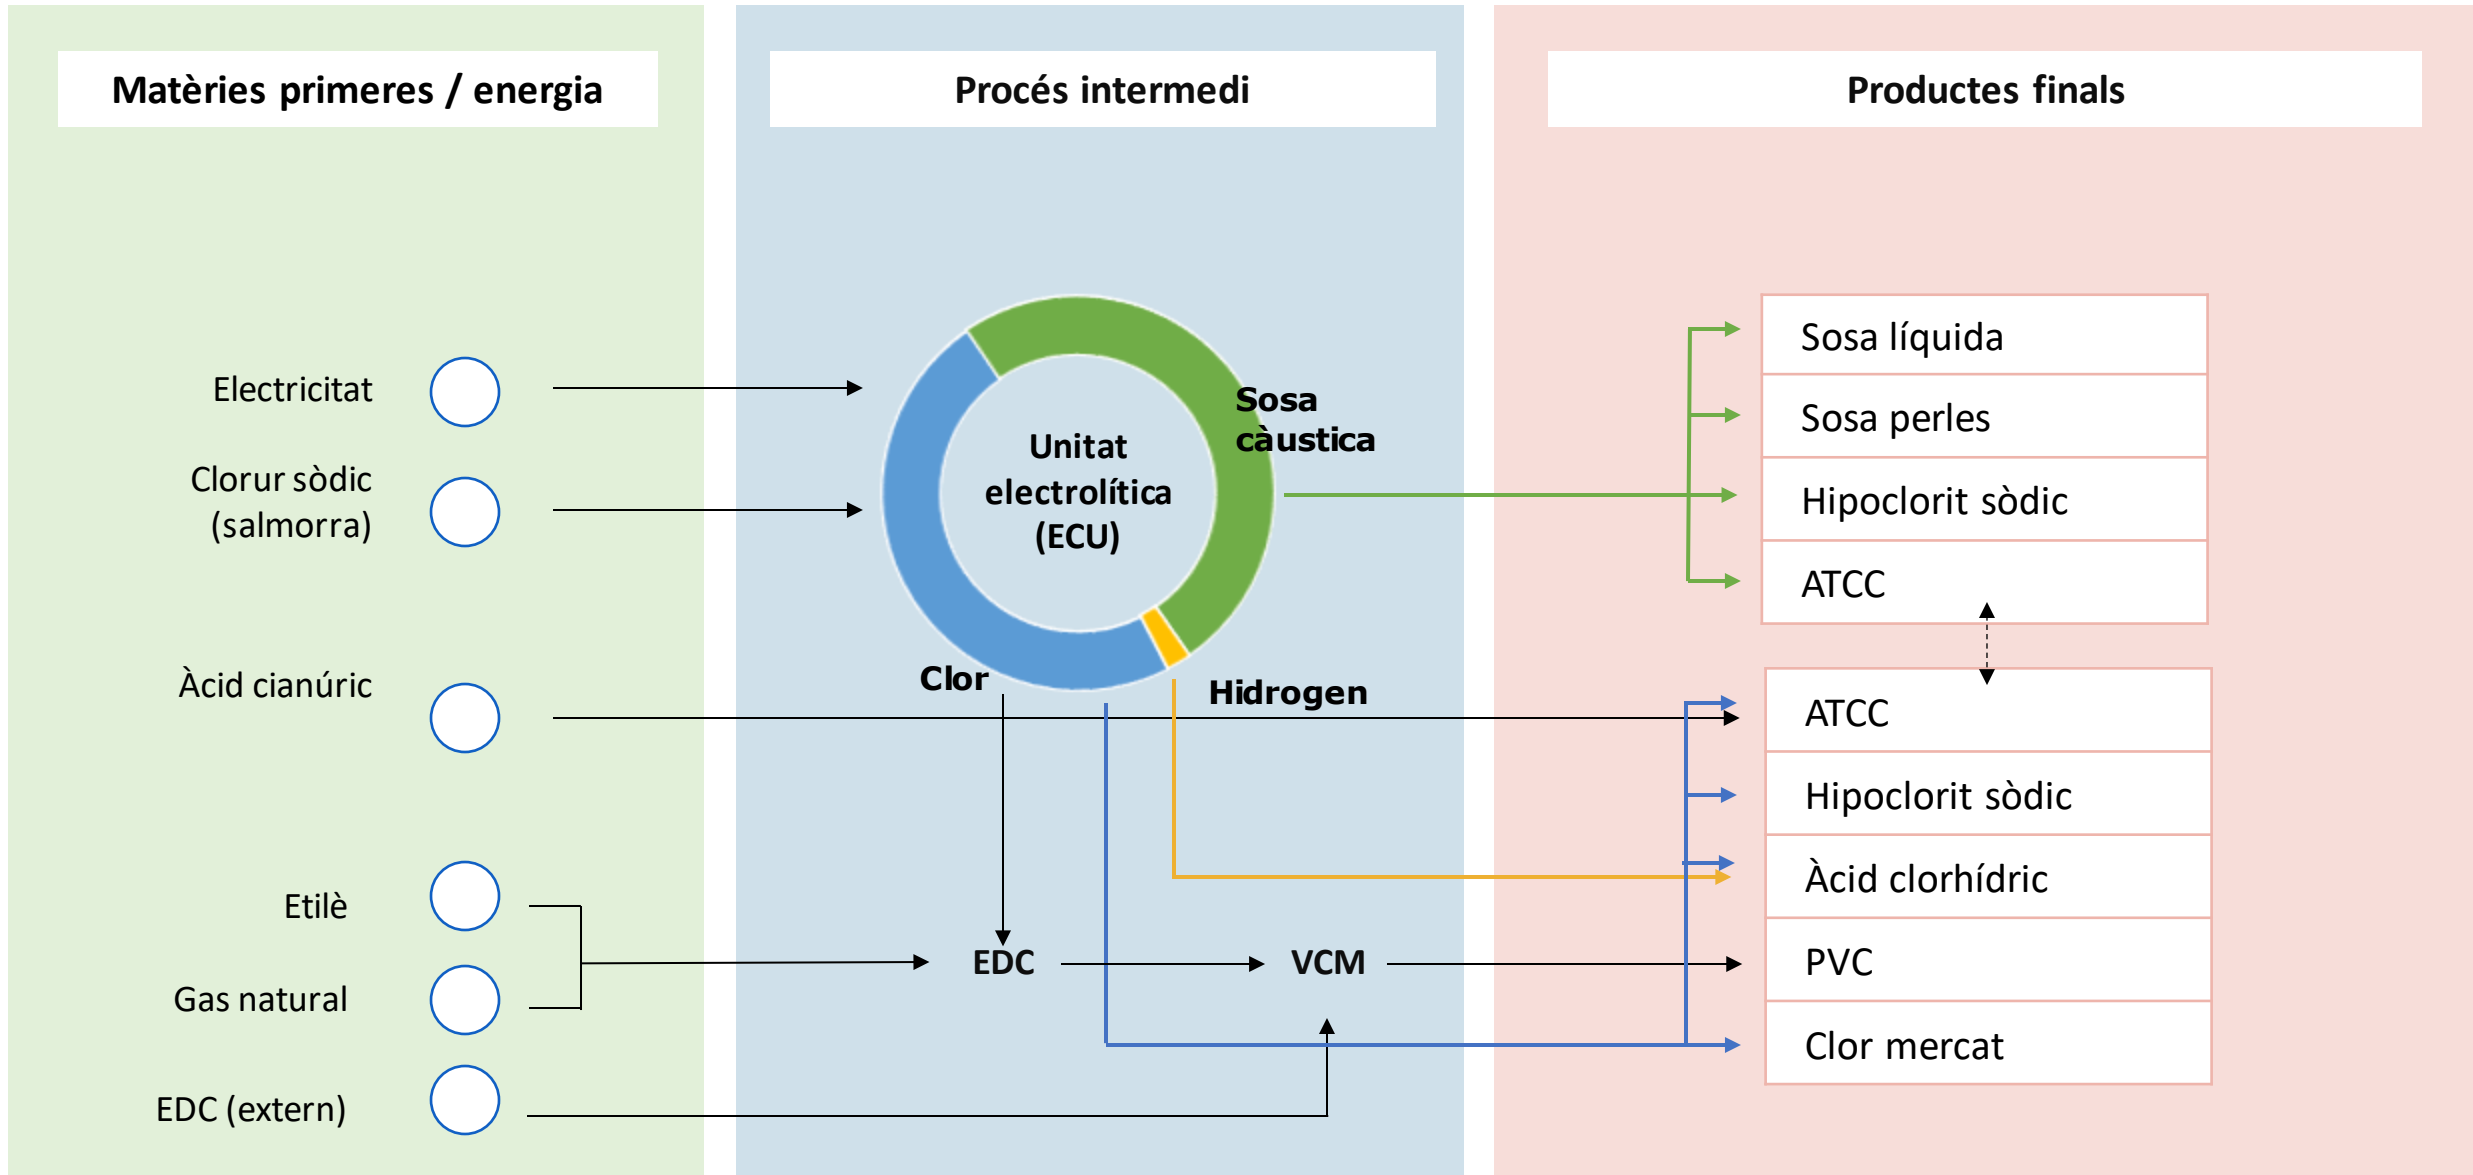 Matèries primeres / energia
Procés intermedi
Productes finals
Electricitat
Clorur sòdic
(salmorra)
Àcid cianúric
Etilè
Gas natural
EDC (extern)
Unitat
electrolítica
(ECU)
Sosa
càustica
Clor
Hidrogen
EDC
VCM
Sosa líquida
Sosa perles
Hipoclorit sòdic
ATCC
ATCC
Hipoclorit sòdic
Àcid clorhídric
PVC
Clor mercat